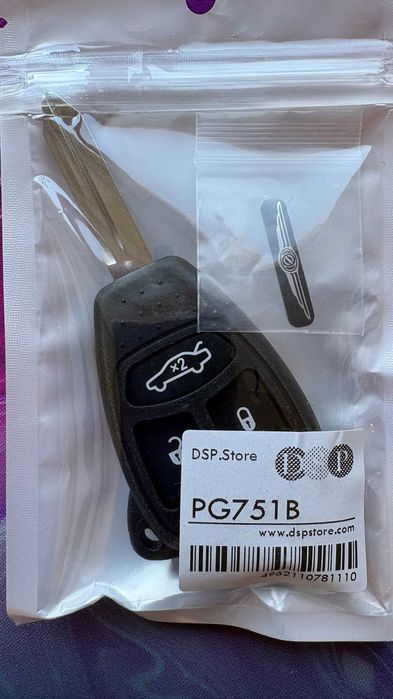 x2
DSP.Store
D S P
PG751B
www.dspstore.com
4962110781110